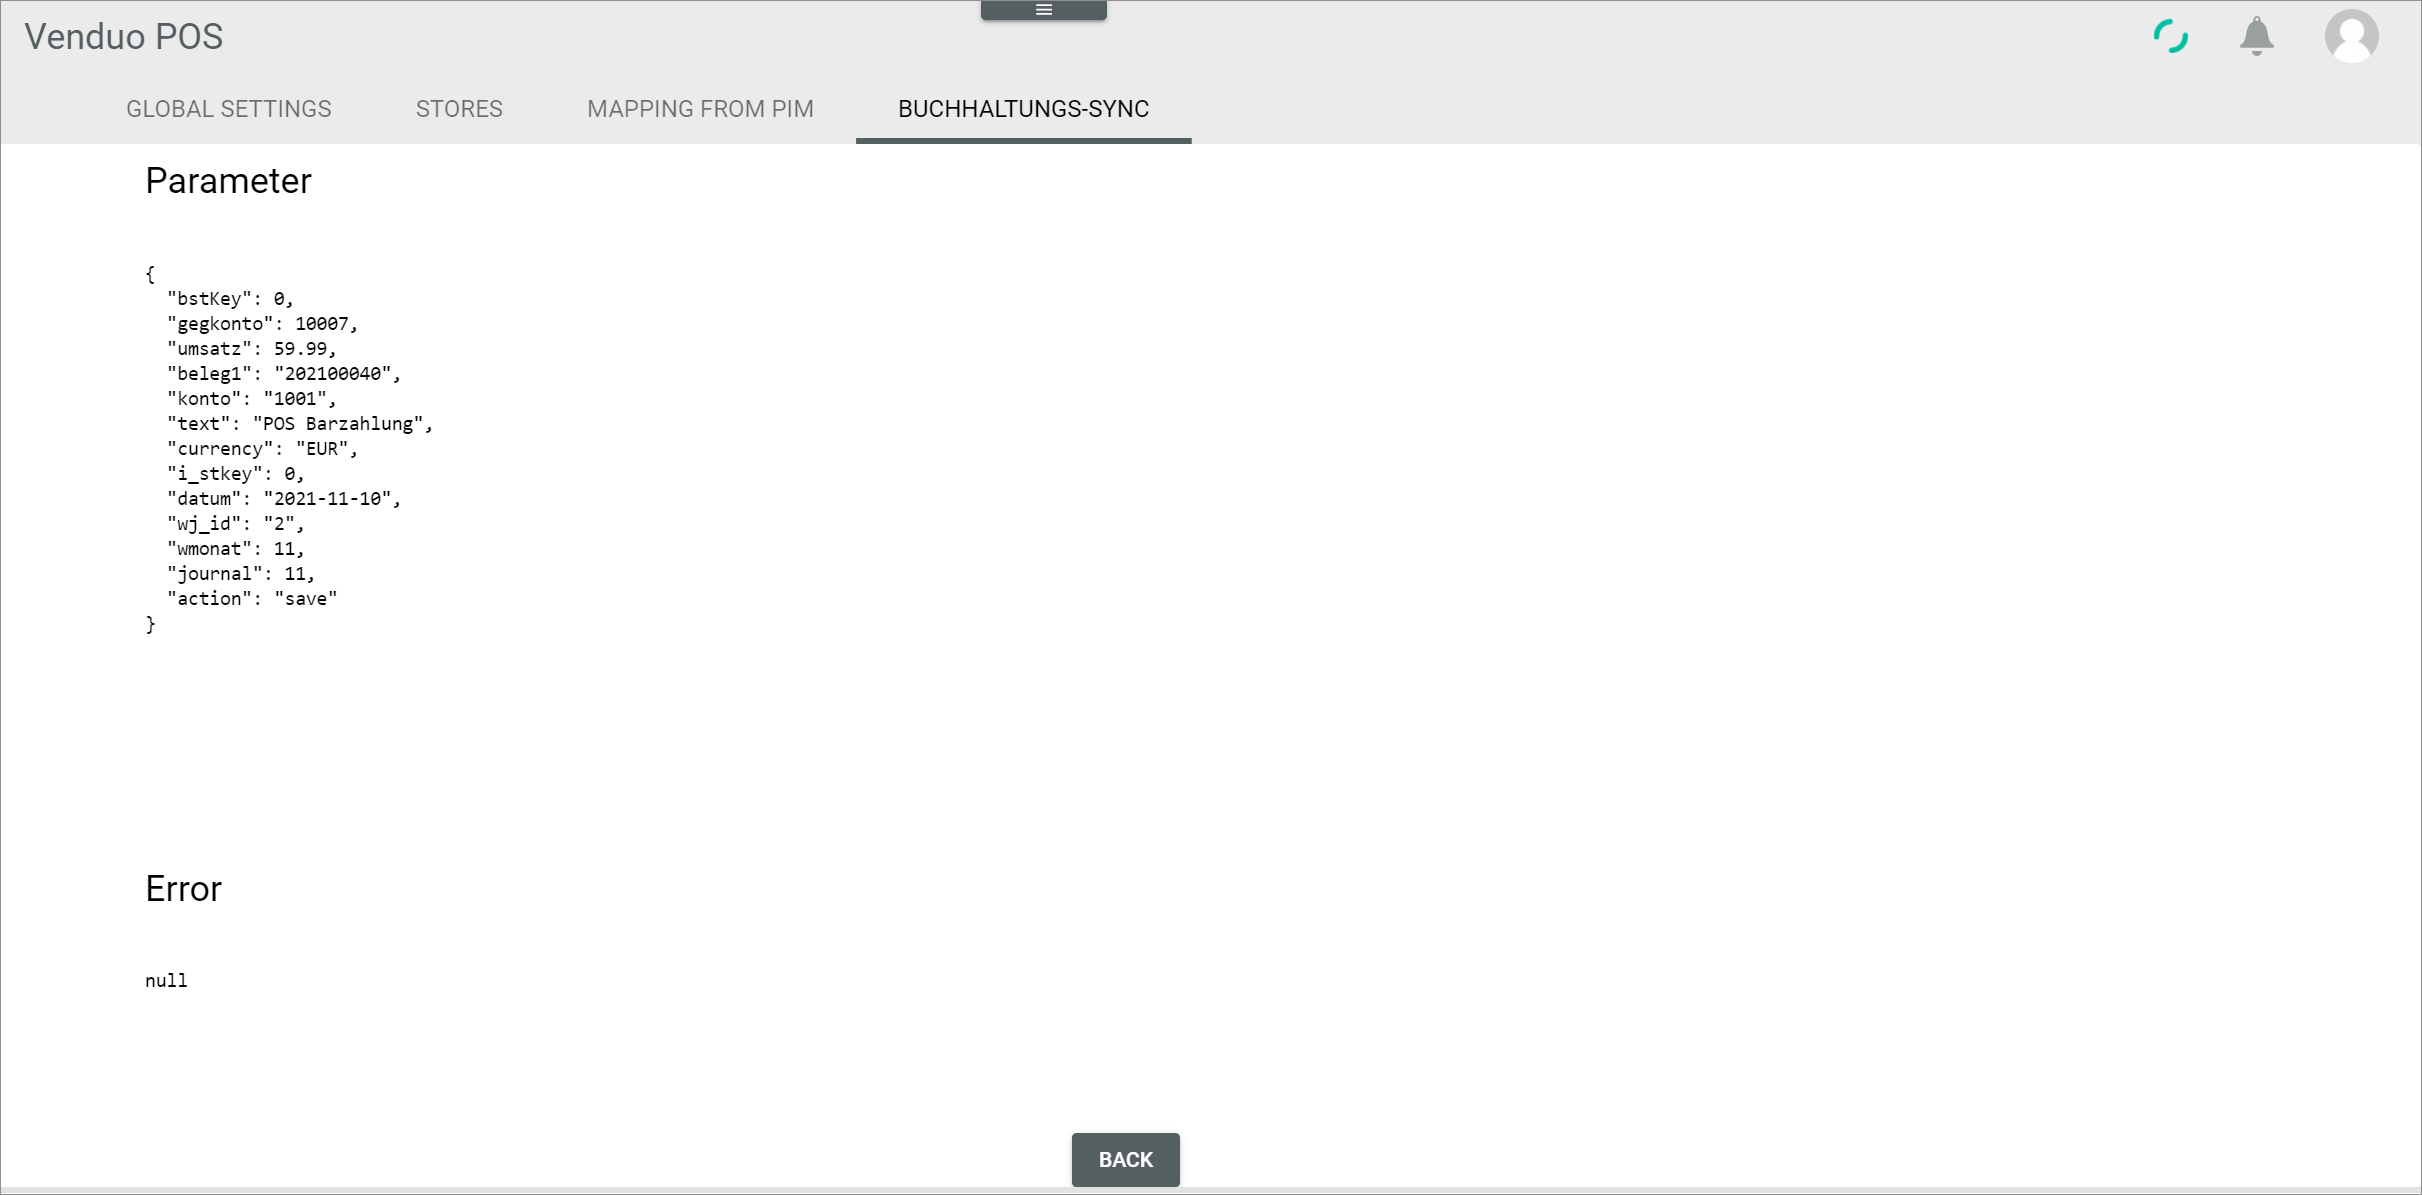 Venduo POS
GLOBAL SETTINGS STORES MAPPING FROM PIM BUCHHALTUNGS-SYNC
Parameter
{
  "bstKey": 0,
  "gegkonto": 10007,
  "umsatz": 59.99,
  "beleg1": "202100040",
  "konto": "1001",
  "text": "POS Barzahlung",
  "currency": "EUR",
  "i_stkey": 0,
  "datum": "2021-11-10",
  "wj_id": "2",
  "wmonat": 11,
  "journal": 11,
  "action": "save"
}
Error
null
BACK